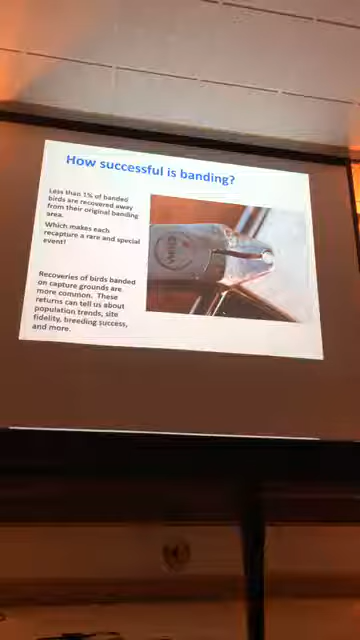 How successful is banding?
Less than 1% of banded
birds are recovered away
from their original banding
area.
Which makes each
recapture a rare and special
event!
Recoveries of birds banded
on capture grounds are
more common. These
returns can tell us about
population trends, site
fidelity, breeding success,
and more.